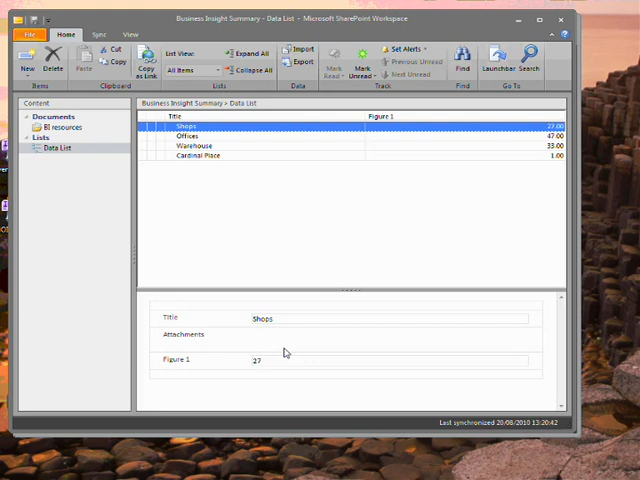 Business Insight Summary - Data List - Microsoft SharePoint Workspace
File Home Sync View
New
Delete
Paste
Cut
Copy
Copy as Link
List View:
All Items
Expand All
Collapse All
Import
Export
Mark Read
Mark Unread
Set Alerts
Previous Unread
Next Unread
Find
Launchbar
Search
Items Clipboard Lists Data Track Find Go To
Content
Documents
BI resources
Lists
Data List
Business Insight Summary > Data List
Title Figure 1
Shops 27.00
Offices 47.00
Warehouse 33.00
Cardinal Place 1.00
Title Shops
Attachments
Figure 1 27
Last synchronized 20/08/2010 13:20:42